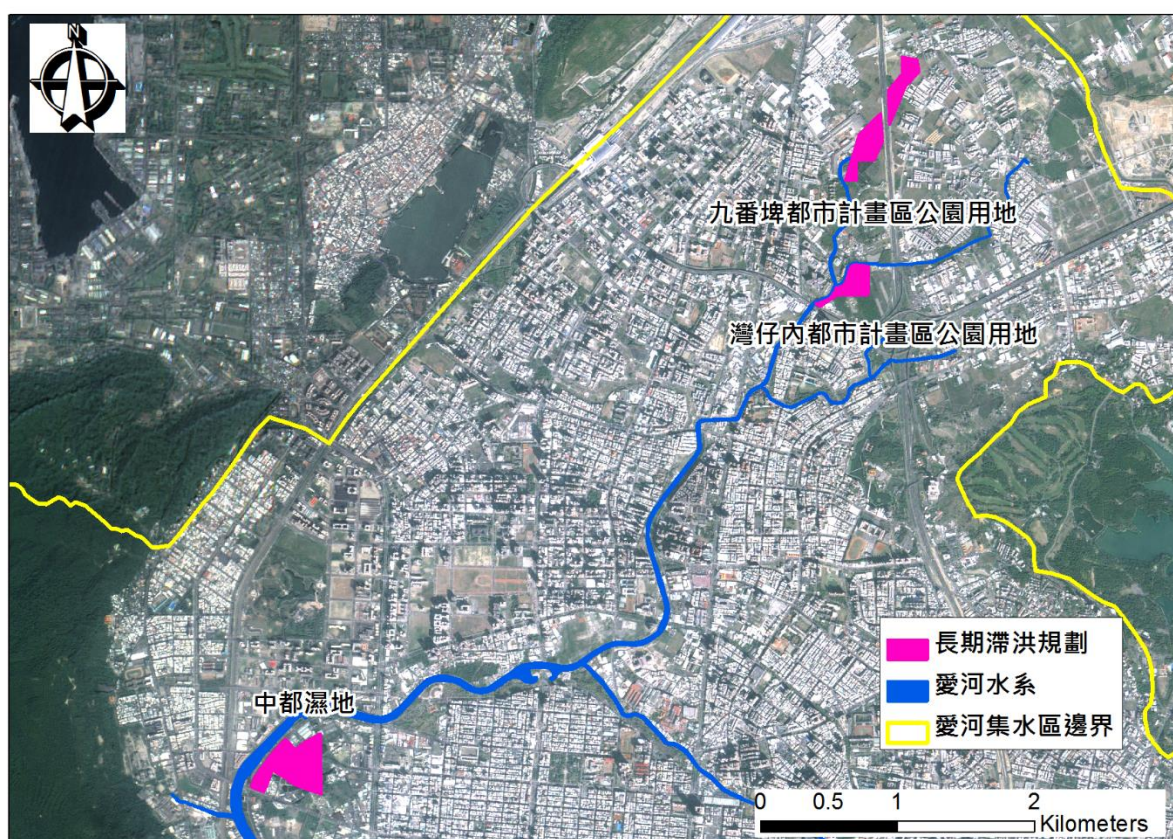 N
九番埤都市計畫區公園用地
灣仔內都市計畫區公園用地
中都濕地
長期滯洪規劃
愛河水系
愛河集水區邊界
0 0.5 1 2
Kilometers